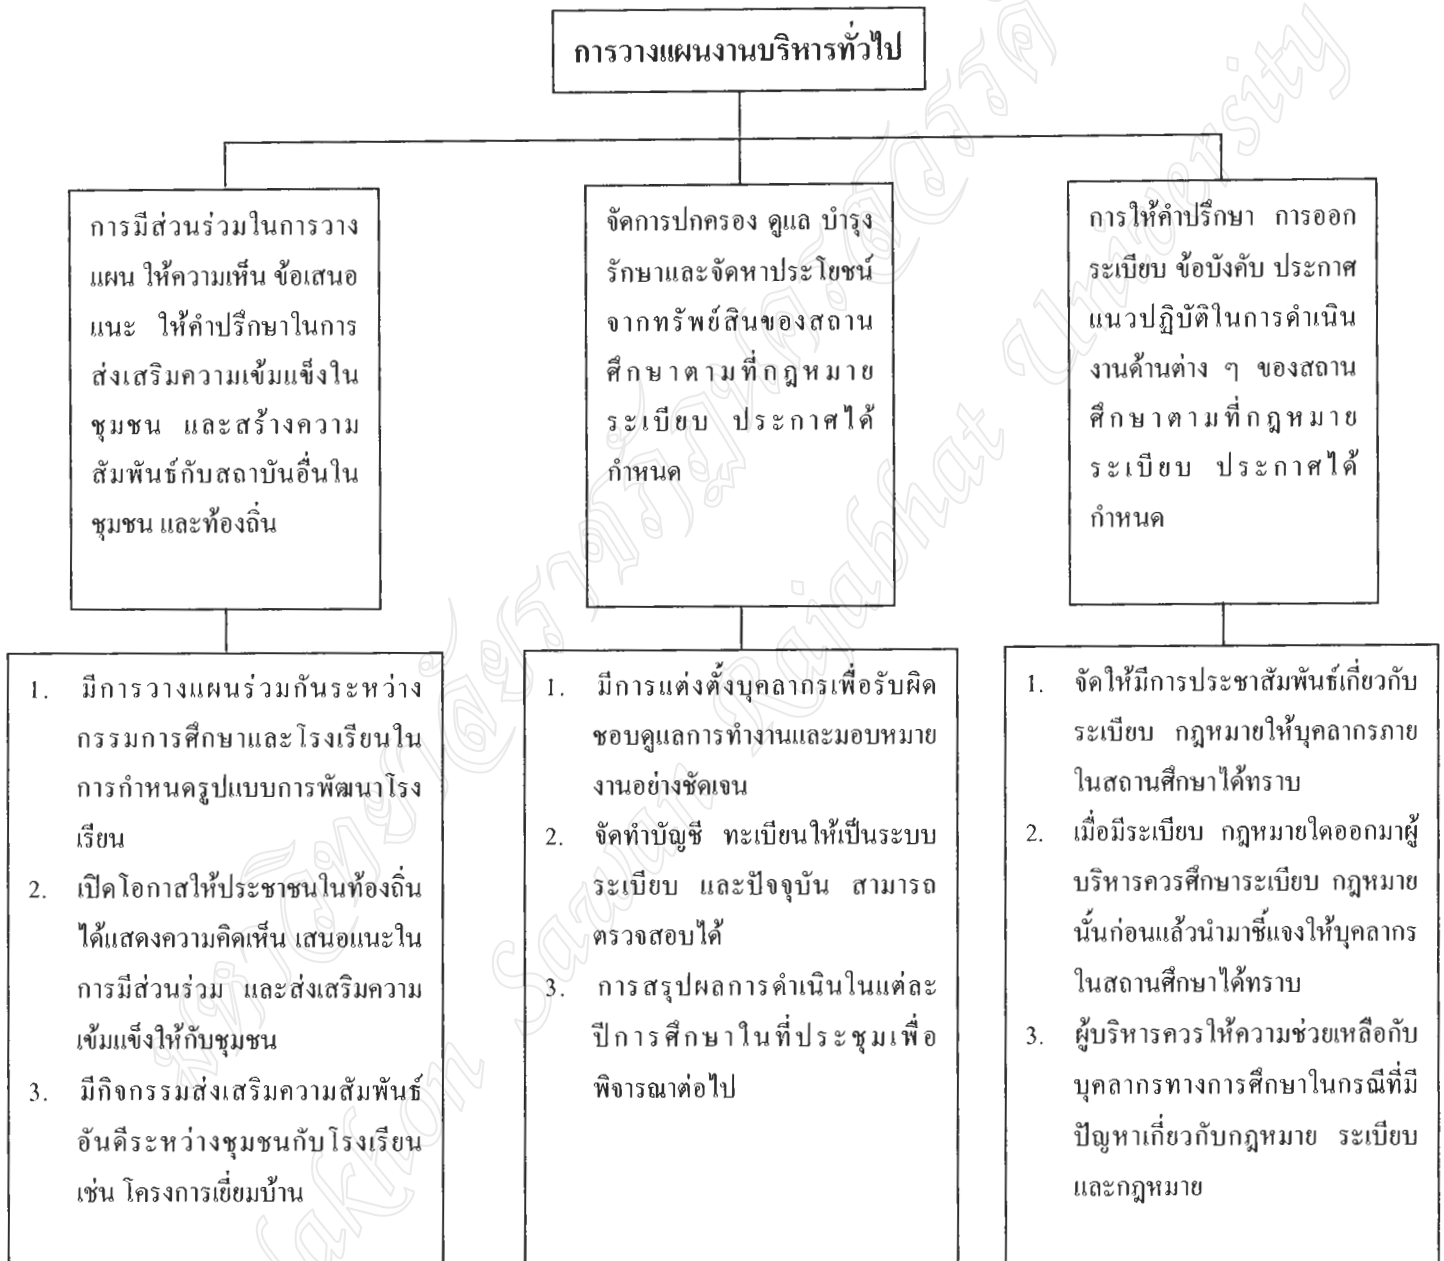 การวางแผนงานบริหารทั่วไป
การมีส่วนร่วมในการวาง
แผน ให้ความเห็น ข้อเสนอ
แนะ ให้คำปรึกษาในการ
ส่งเสริมความเข้มแข็งใน
ชุมชน และสร้างความ
สัมพันธ์กับสถาบันอื่นใน
ชุมชน และท้องถิ่น
จัดการปกครอง ดูแล บำรุง
รักษาและจัดหาประโยชน์
จากทรัพย์สินของสถาน
ศึกษาตามที่กฎหมาย
ระเบียบ ประกาศได้
กำหนด
การให้คำปรึกษา การออก
ระเบียบ ข้อบังคับ ประกาศ
แนวปฏิบัติในการดำเนิน
งานด้านต่าง ๆ ของสถาน
ศึกษาตามที่กฎหมาย
ระเบียบ ประกาศได้
กำหนด
1. มีการวางแผนร่วมกันระหว่าง
กรรมการศึกษาและโรงเรียนใน
การกำหนดรูปแบบการพัฒนาโรง
เรียน
2. เปิดโอกาสให้ประชาชนในท้องถิ่น
ได้แสดงความคิดเห็น เสนอแนะใน
การมีส่วนร่วม และส่งเสริมความ
เข้มแข็งให้กับชุมชน
3. มีกิจกรรมส่งเสริมความสัมพันธ์
อันดีระหว่างชุมชนกับโรงเรียน
เช่น โครงการเยี่ยมบ้าน
1. มีการแต่งตั้งบุคลากรเพื่อรับผิด
ชอบดูแลการทำงานและมอบหมาย
งานอย่างชัดเจน
2. จัดทำบัญชี ทะเบียนให้เป็นระบบ
ระเบียบ และปัจจุบัน สามารถ
ตรวจสอบได้
3. การสรุปผลการดำเนินในแต่ละ
ปีการศึกษาในที่ประชุมเพื่อ
พิจารณาต่อไป
1. จัดให้มีการประชาสัมพันธ์เกี่ยวกับ
ระเบียบ กฎหมายให้บุคลากรภาย
ในสถานศึกษาได้ทราบ
2. เมื่อมีระเบียบ กฎหมายใดออกมาผู้
บริหารควรศึกษาระเบียบ กฎหมาย
นั้นก่อนแล้วนำมาชี้แจงให้บุคลากร
ในสถานศึกษาได้ทราบ
3. ผู้บริหารควรให้ความช่วยเหลือกับ
บุคลากรทางการศึกษาในกรณีที่มี
ปัญหาเกี่ยวกับกฎหมาย ระเบียบ
และกฎหมาย
มหาวิทยาลัยราชภัฏนครสวรรค์
Nakhon Sawan Rajabhat University